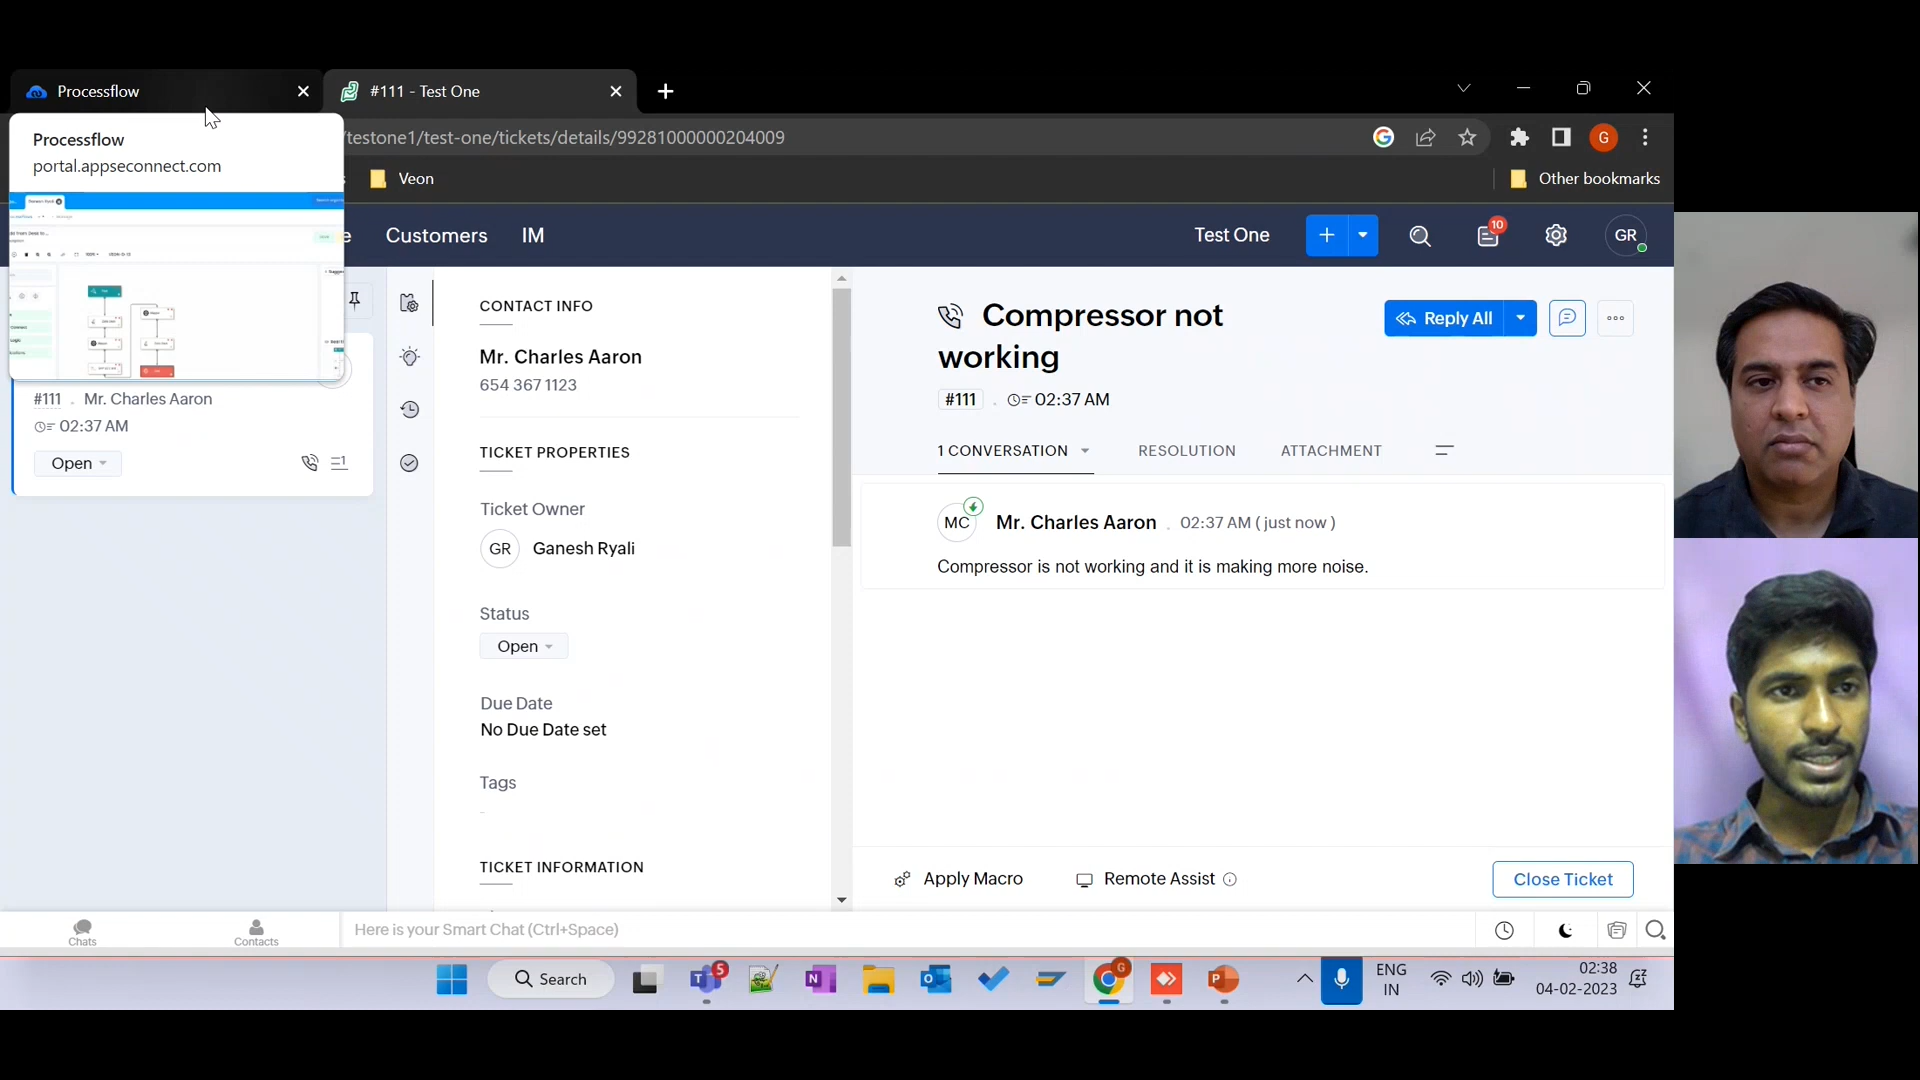 Processflow
#111 - Test One
Processflow
portal.appseconnect.com
/testone1/test-one/tickets/details/99281000000204009
G
Veon
Other bookmarks
Customers
IM
Test One
10
GR
#111 . Mr. Charles Aaron
02:37 AM
Open
1
CONTACT INFO
Mr. Charles Aaron
654 367 1123
TICKET PROPERTIES
Ticket Owner
GR
Ganesh Ryali
Status
Open
Due Date
No Due Date set
Tags
-
TICKET INFORMATION
Compressor not
working
Reply All
#111 . 02:37 AM
1 CONVERSATION
RESOLUTION
ATTACHMENT
MC
Mr. Charles Aaron . 02:37 AM ( just now )
Compressor is not working and it is making more noise.
Apply Macro
Remote Assist
Close Ticket
Chats
Contacts
Here is your Smart Chat (Ctrl+Space)
Search
5
G
ENG
IN
02:38
04-02-2023